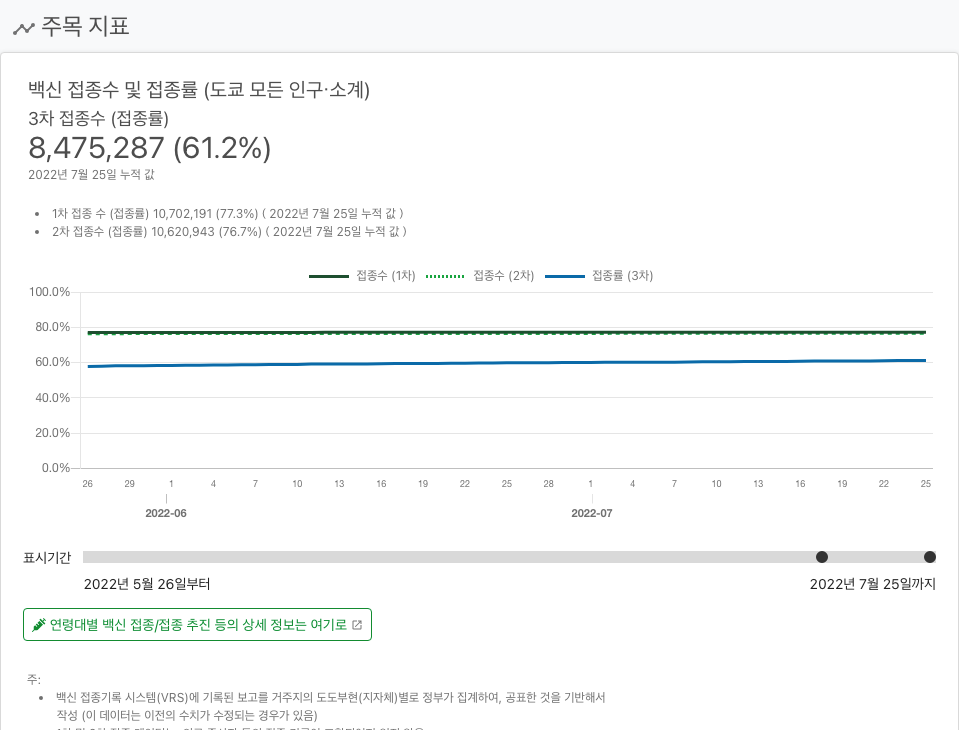 주목 지표
백신 접종수 및 접종률 (도쿄 모든 인구·소계)
3차 접종수 (접종률)
8,475,287 (61.2%)
2022년 7월 25일 누적 값
• 1차 접종 수 (접종률) 10,702,191 (77.3%) ( 2022년 7월 25일 누적 값 )
• 2차 접종수 (접종률) 10,620,943 (76.7%) ( 2022년 7월 25일 누적 값 )
접종수 (1차) 접종수 (2차) 접종률 (3차)
100.0%
80.0%
60.0%
40.0%
20.0%
0.0%
26 29 1 4 7 10 13 16 19 22 25 28 1 4 7 10 13 16 19 22 25
2022-06 2022-07
표시기간
2022년 5월 26일부터 2022년 7월 25일까지
연령대별 백신 접종/접종 추진 등의 상세 정보는 여기로
주:
• 백신 접종기록 시스템(VRS)에 기록된 보고를 거주지의 도도부현(지자체)별로 정부가 집계하여, 공표한 것을 기반해서
작성 (이 데이터는 이전의 수치가 수정되는 경우가 있음)